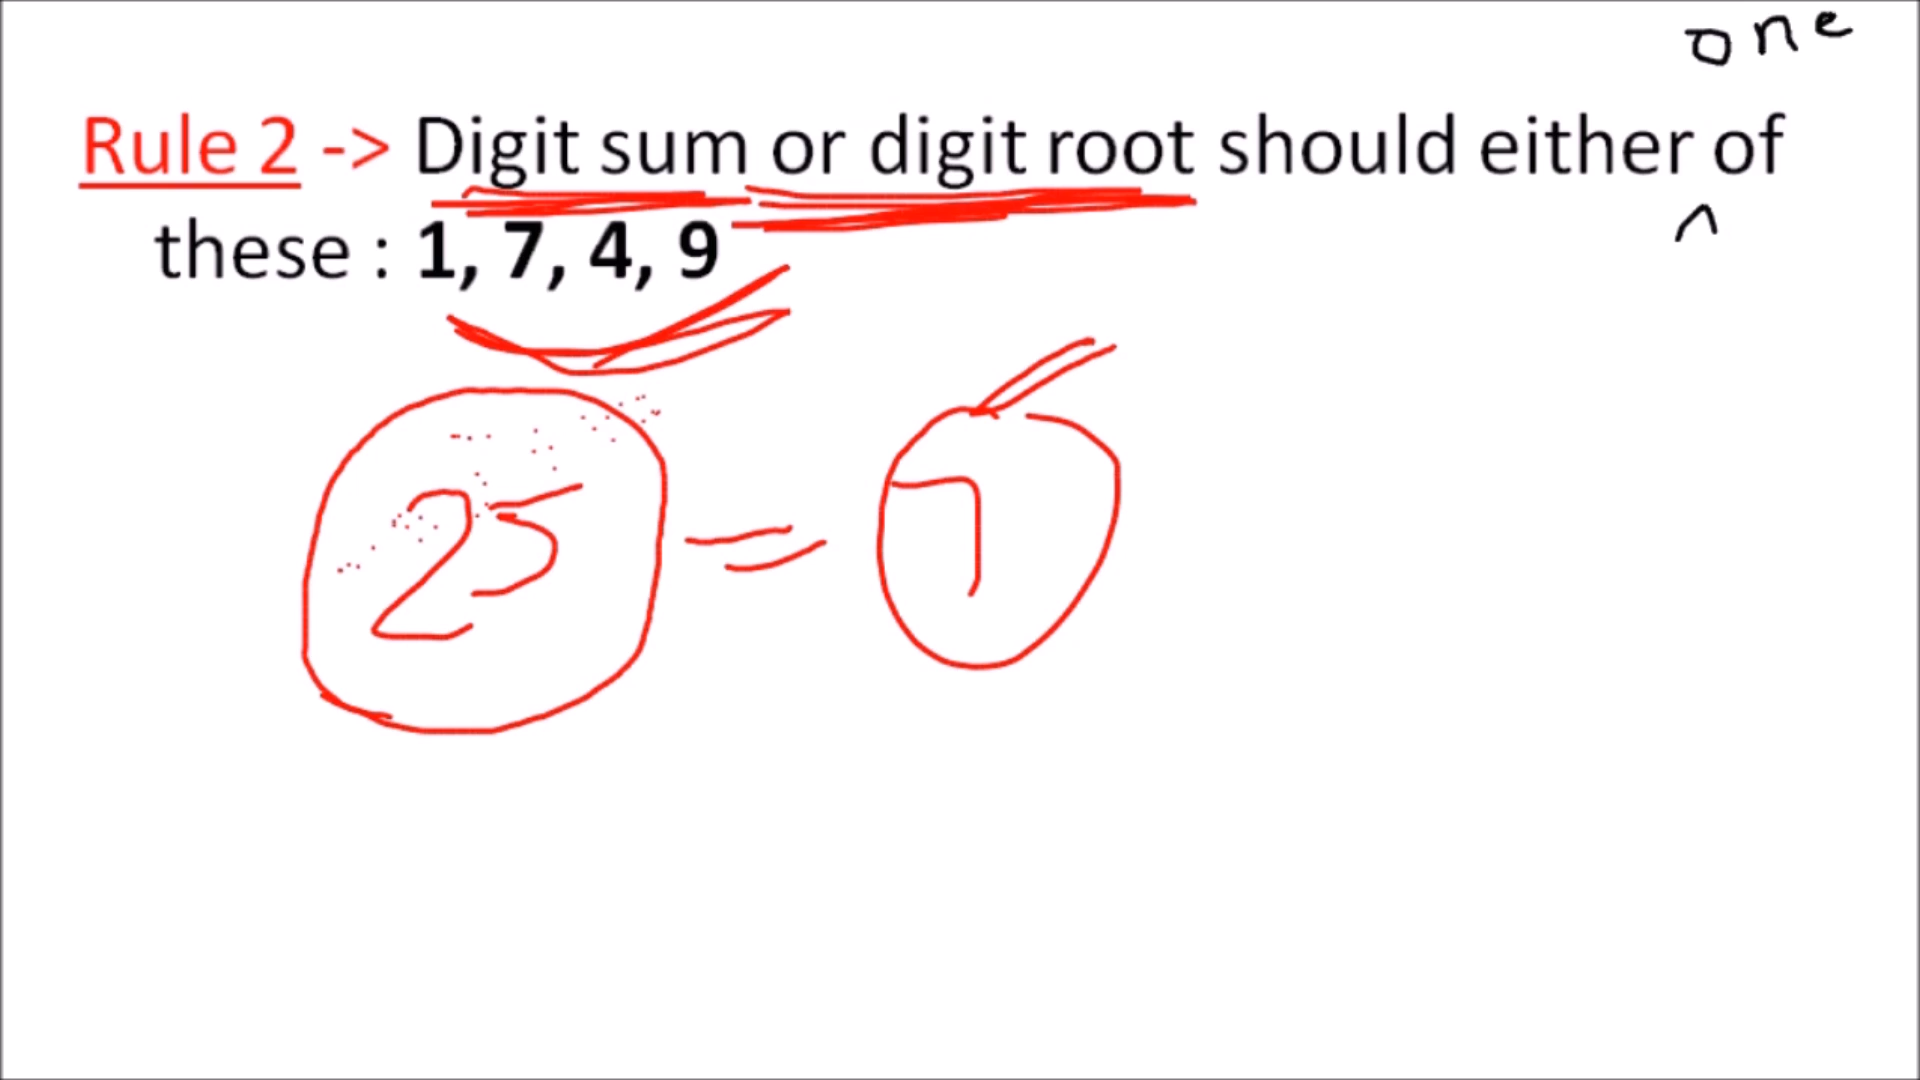 one
Rule 2 -> Digit sum or digit root should either of
^
these : 1, 7, 4, 9
25 = 7